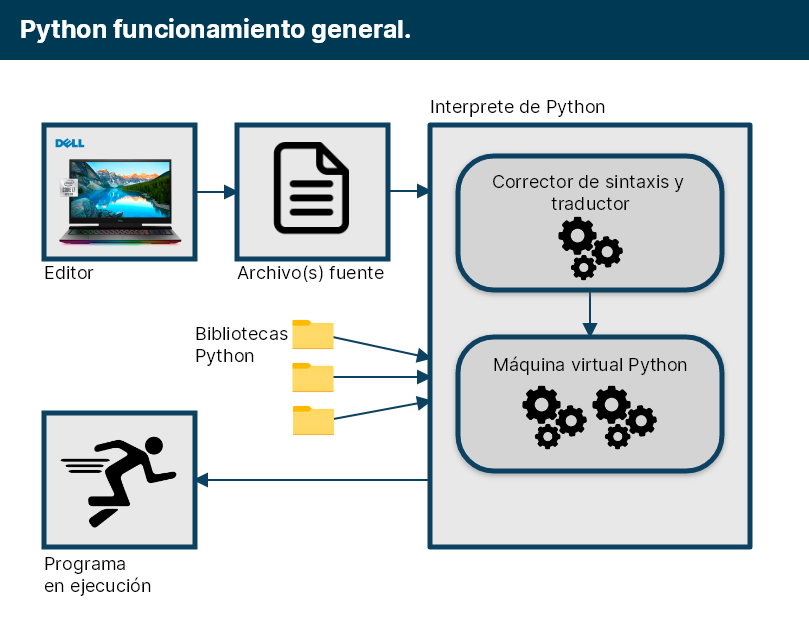 Python funcionamiento general.
Interprete de Python
DELL
Editor
Archivo(s) fuente
Corrector de sintaxis y
traductor
Bibliotecas
Python
Máquina virtual Python
Programa
en ejecución